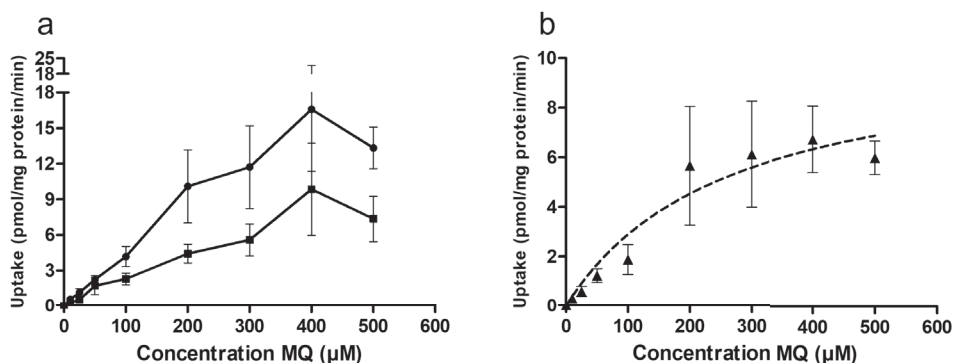 a
Uptake (pmol/mg protein/min)
25
18
18
15
12
9
6
3
0
0 100 200 300 400 500 600
Concentration MQ (µM)
b
Uptake (pmol/mg protein/min)
10
8
6
4
2
0
0 100 200 300 400 500 600
Concentration MQ (µM)